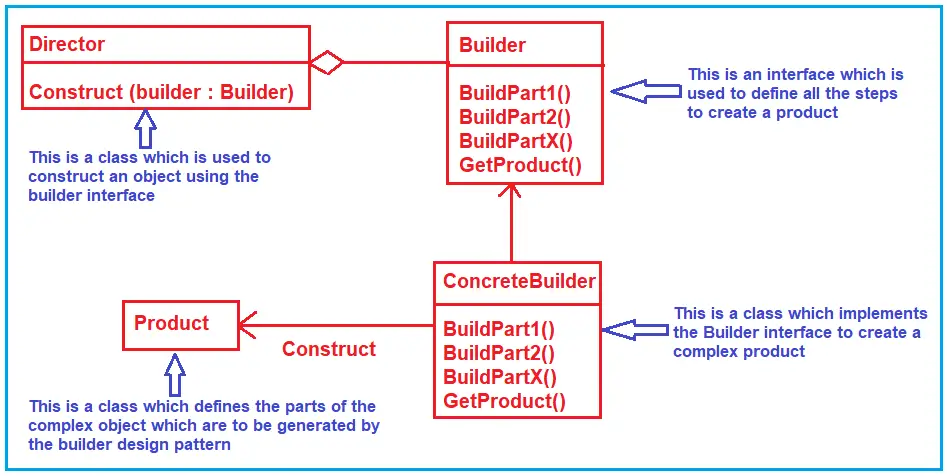 Director
Construct (builder : Builder)
This is a class which is used to
construct an object using the
builder interface
Builder
BuildPart1()
BuildPart2()
BuildPartX()
GetProduct()
This is an interface which is
used to define all the steps
to create a product
Product
Construct
This is a class which defines the parts of the
complex object which are to be generated by
the builder design pattern
ConcreteBuilder
BuildPart1()
BuildPart2()
BuildPartX()
GetProduct()
This is a class which implements
the Builder interface to create a
complex product